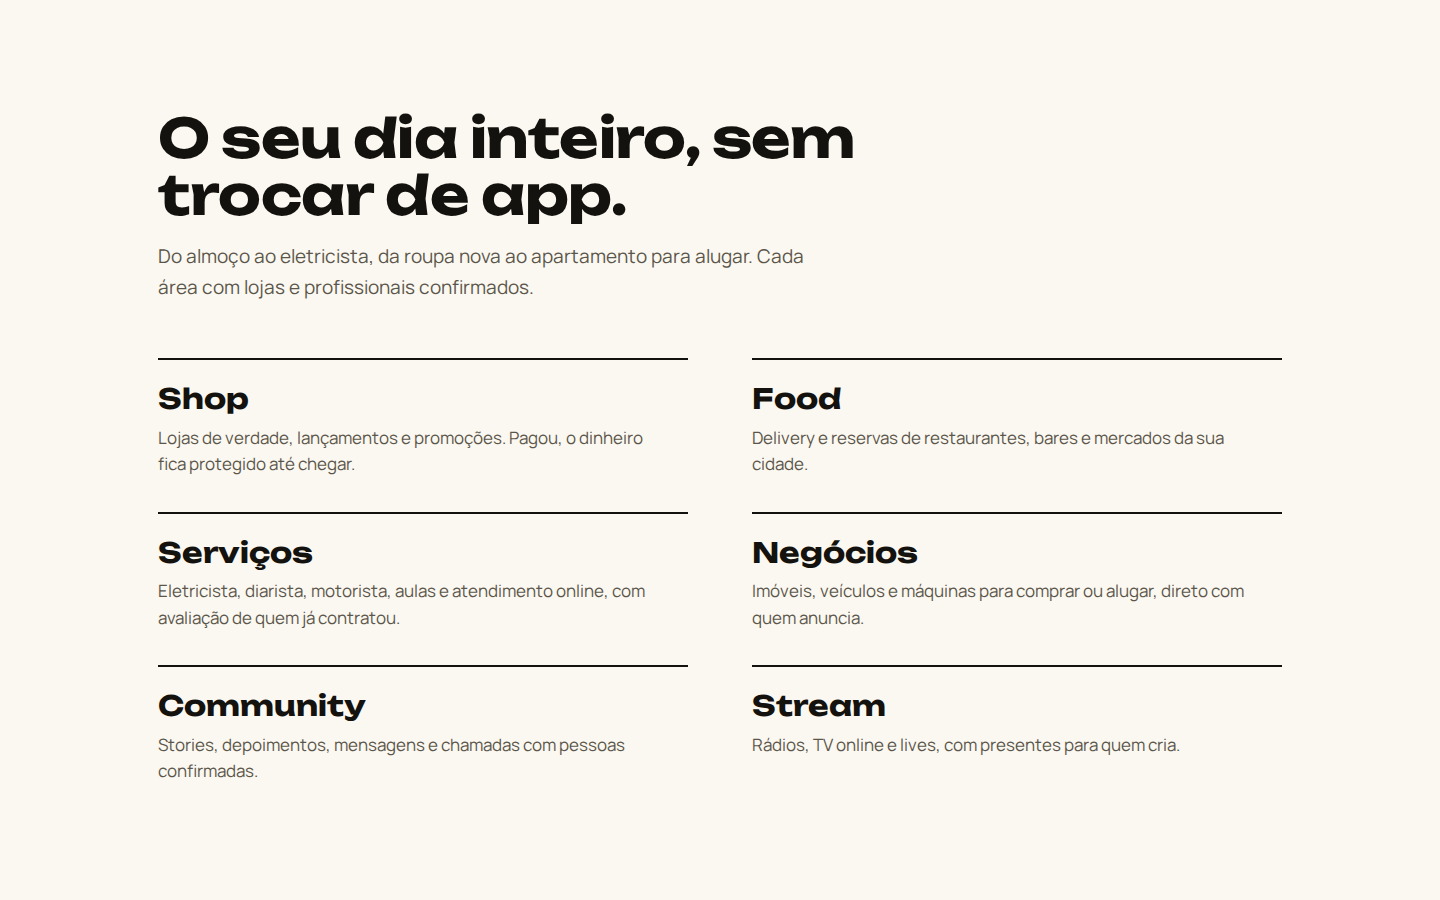 O seu dia inteiro, sem
trocar de app.
Do almoço ao eletricista, da roupa nova ao apartamento para alugar. Cada
área com lojas e profissionais confirmados.
Shop
Lojas de verdade, lançamentos e promoções. Pagou, o dinheiro
fica protegido até chegar.
Food
Delivery e reservas de restaurantes, bares e mercados da sua
cidade.
Serviços
Eletricista, diarista, motorista, aulas e atendimento online, com
avaliação de quem já contratou.
Negócios
Imóveis, veículos e máquinas para comprar ou alugar, direto com
quem anuncia.
Community
Stories, depoimentos, mensagens e chamadas com pessoas
confirmadas.
Stream
Rádios, TV online e lives, com presentes para quem cria.